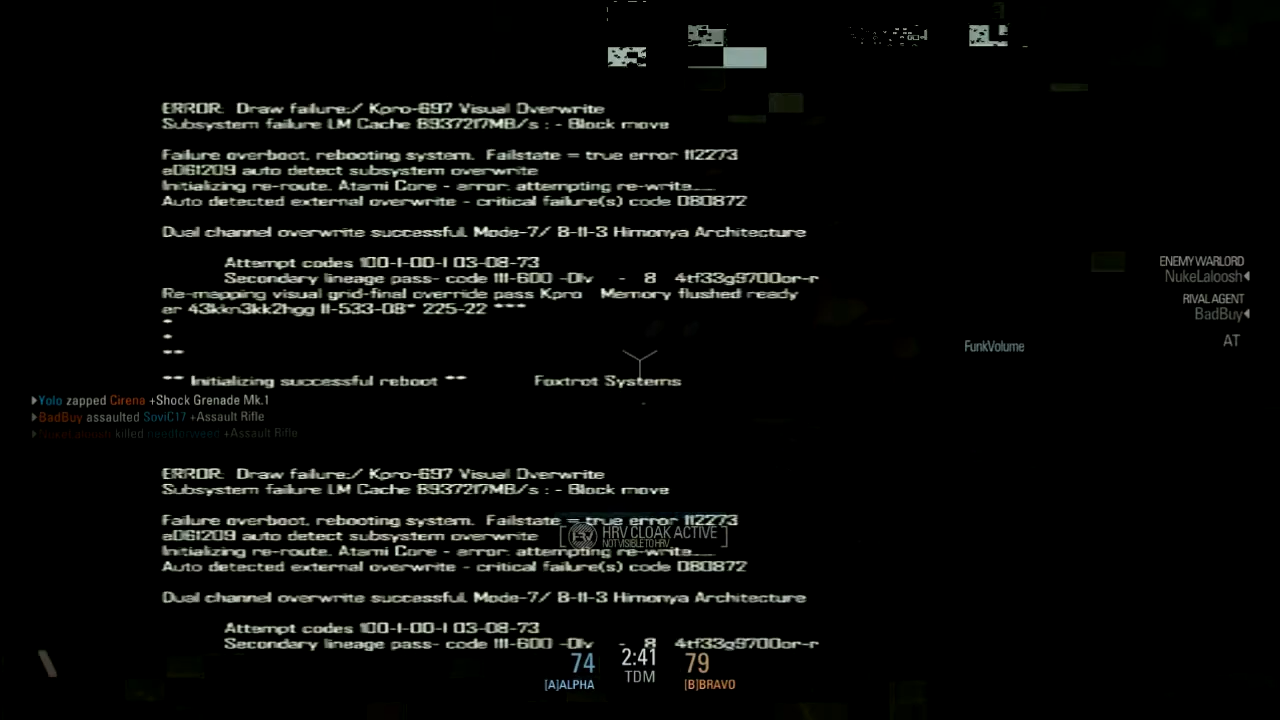 ERROR. Draw failure:/ Kpro-697 Visual Overwrite
Subsystem failure LM Cache 8937217MB/s : - Block move
Failure overboot, rebooting system. Failstate = true error 112273
e061209 auto detect subsystem overwrite
Initializing re-route. Atami Core - error: attempting re-write....
Auto detected external overwrite - critical failure(s) code 080872
Dual channel overwrite successful. Mode-7/ 8-11-3 Himonya Architecture
Attempt codes 100-1-00-1 03-08-73
Secondary lineage pass- code 111-600 -Dlv - 8 4tf33g9700or-r
Re-mapping visual grid-final override pass Kpro Memory flushed ready
er 43kkn3kk2hgg 11-533-08* 225-22 ***
*
*
**
** Initializing successful reboot ** Foxtrot Systems
ENEMY WARLORD
NukeLaloosh
RIVAL AGENT
BadBuy
AT
FunkVolume
Yolo zapped Cirena +Shock Grenade Mk.1
BadBuy assaulted SoviC17 +Assault Rifle
NukeLaloosh killed needforweed +Assault Rifle
ERROR. Draw failure:/ Kpro-697 Visual Overwrite
Subsystem failure LM Cache 8937217MB/s : - Block move
Failure overboot, rebooting system. Failstate = true error 112273
e061209 auto detect subsystem overwrite
HRV CLOAK ACTIVE
NOT VISIBLE TO HRV
Initializing re-route. Atami Core - error: attempting re-write....
Auto detected external overwrite - critical failure(s) code 080872
Dual channel overwrite successful. Mode-7/ 8-11-3 Himonya Architecture
Attempt codes 100-1-00-1 03-08-73
Secondary lineage pass- code 111-600 -Dlv - 8 4tf33g9700or-r
74 2:41 79
[A]ALPHA TDM [B]BRAVO